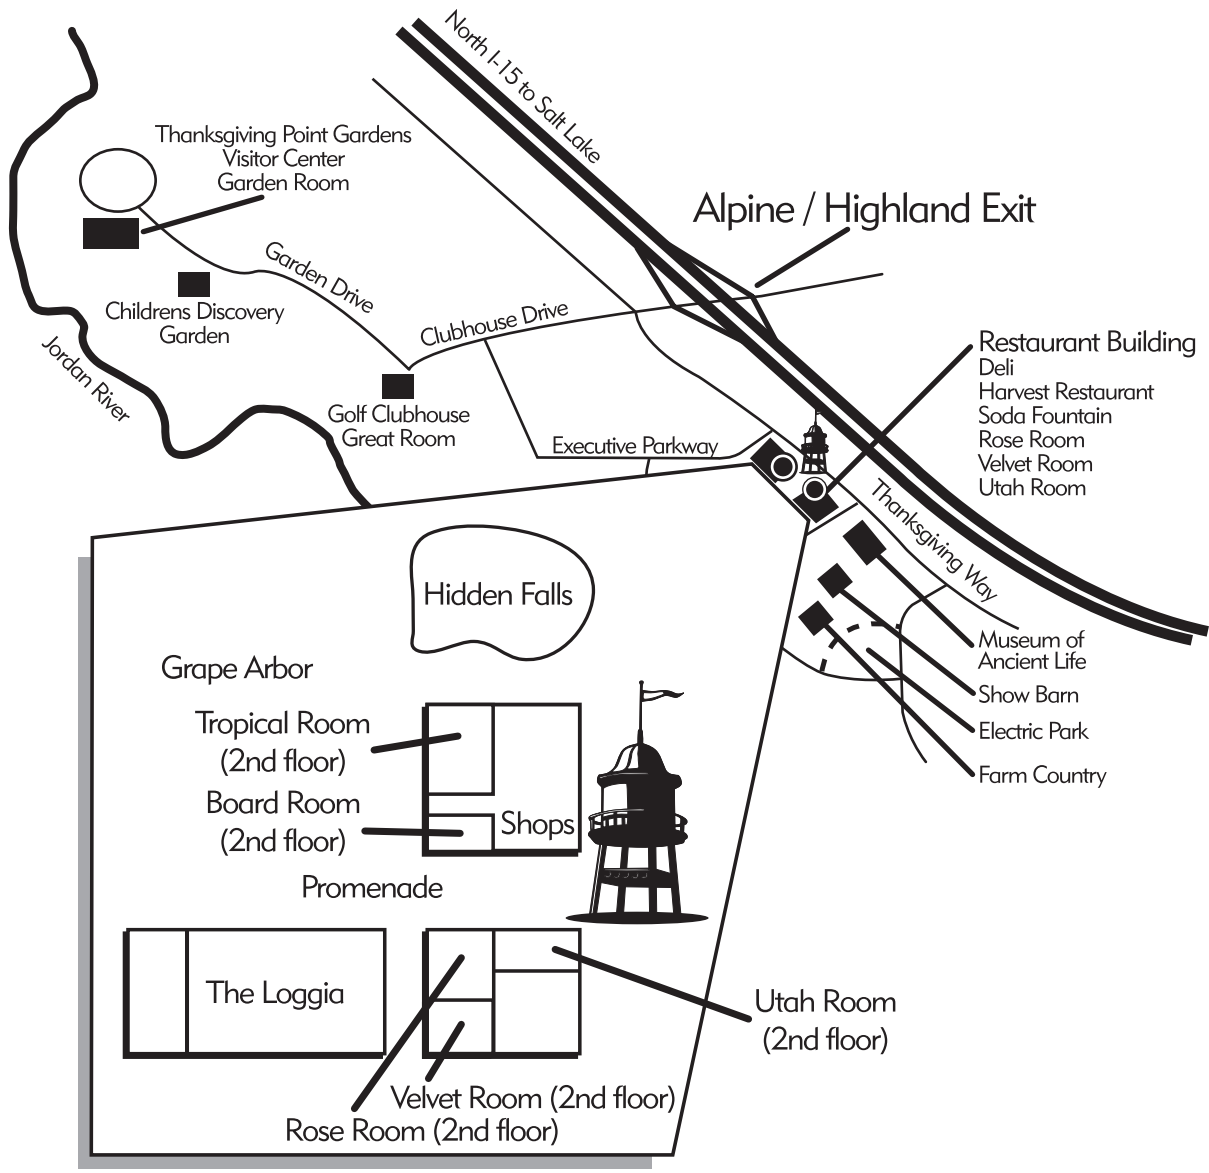 North I-15 to Salt Lake
Thanksgiving Point Gardens
Visitor Center
Garden Room
Alpine / Highland Exit
Garden Drive
Childrens Discovery
Garden
Clubhouse Drive
Jordan River
Restaurant Building
Deli
Harvest Restaurant
Soda Fountain
Rose Room
Velvet Room
Utah Room
Golf Clubhouse
Great Room
Executive Parkway
Thanksgiving Way
Hidden Falls
Museum of
Ancient Life
Show Barn
Electric Park
Farm Country
Grape Arbor
Tropical Room
(2nd floor)
Board Room
(2nd floor)
Shops
Promenade
The Loggia
Utah Room
(2nd floor)
Velvet Room (2nd floor)
Rose Room (2nd floor)